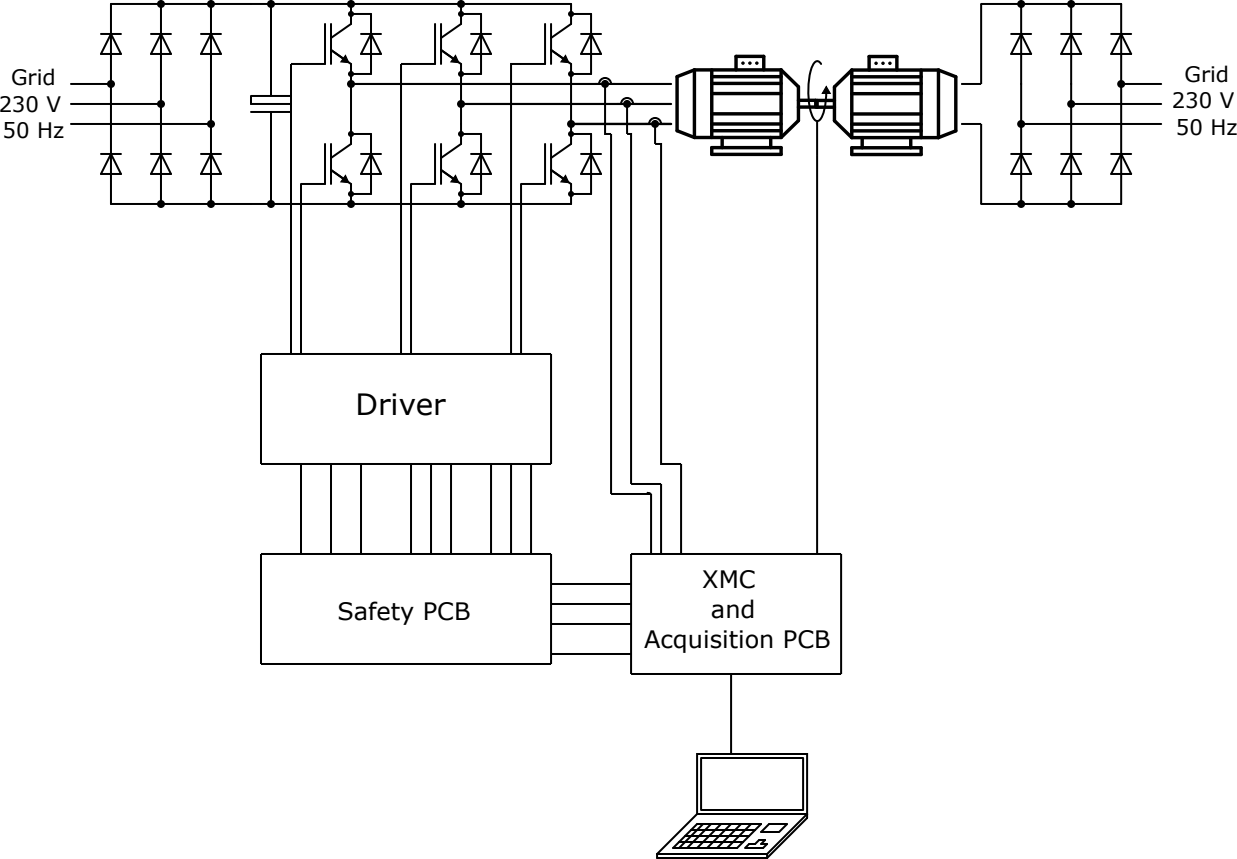 Grid
230 V
50 Hz
Grid
230 V
50 Hz
Driver
Safety PCB
XMC
and
Acquisition PCB